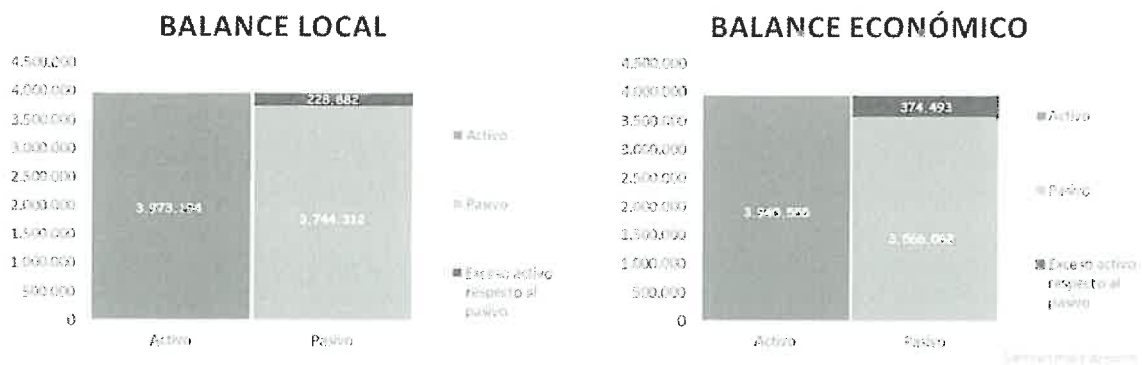 BALANCE LOCAL
4.500.000
4.000.000
3.500.000
3.000.000
2.500.000
2.000.000
1.500.000
1.000.000
500.000
0
228.882
3.973.194
3.744.312
Activo
Pasivo
Activo
Pasivo
Exceso activo
respecto al
pasivo
BALANCE ECONÓMICO
4.500.000
4.000.000
3.500.000
3.000.000
2.500.000
2.000.000
1.500.000
1.000.000
500.000
0
374.493
Activo
Pasivo
Activo
Pasivo
Exceso activo
respecto al
pasivo